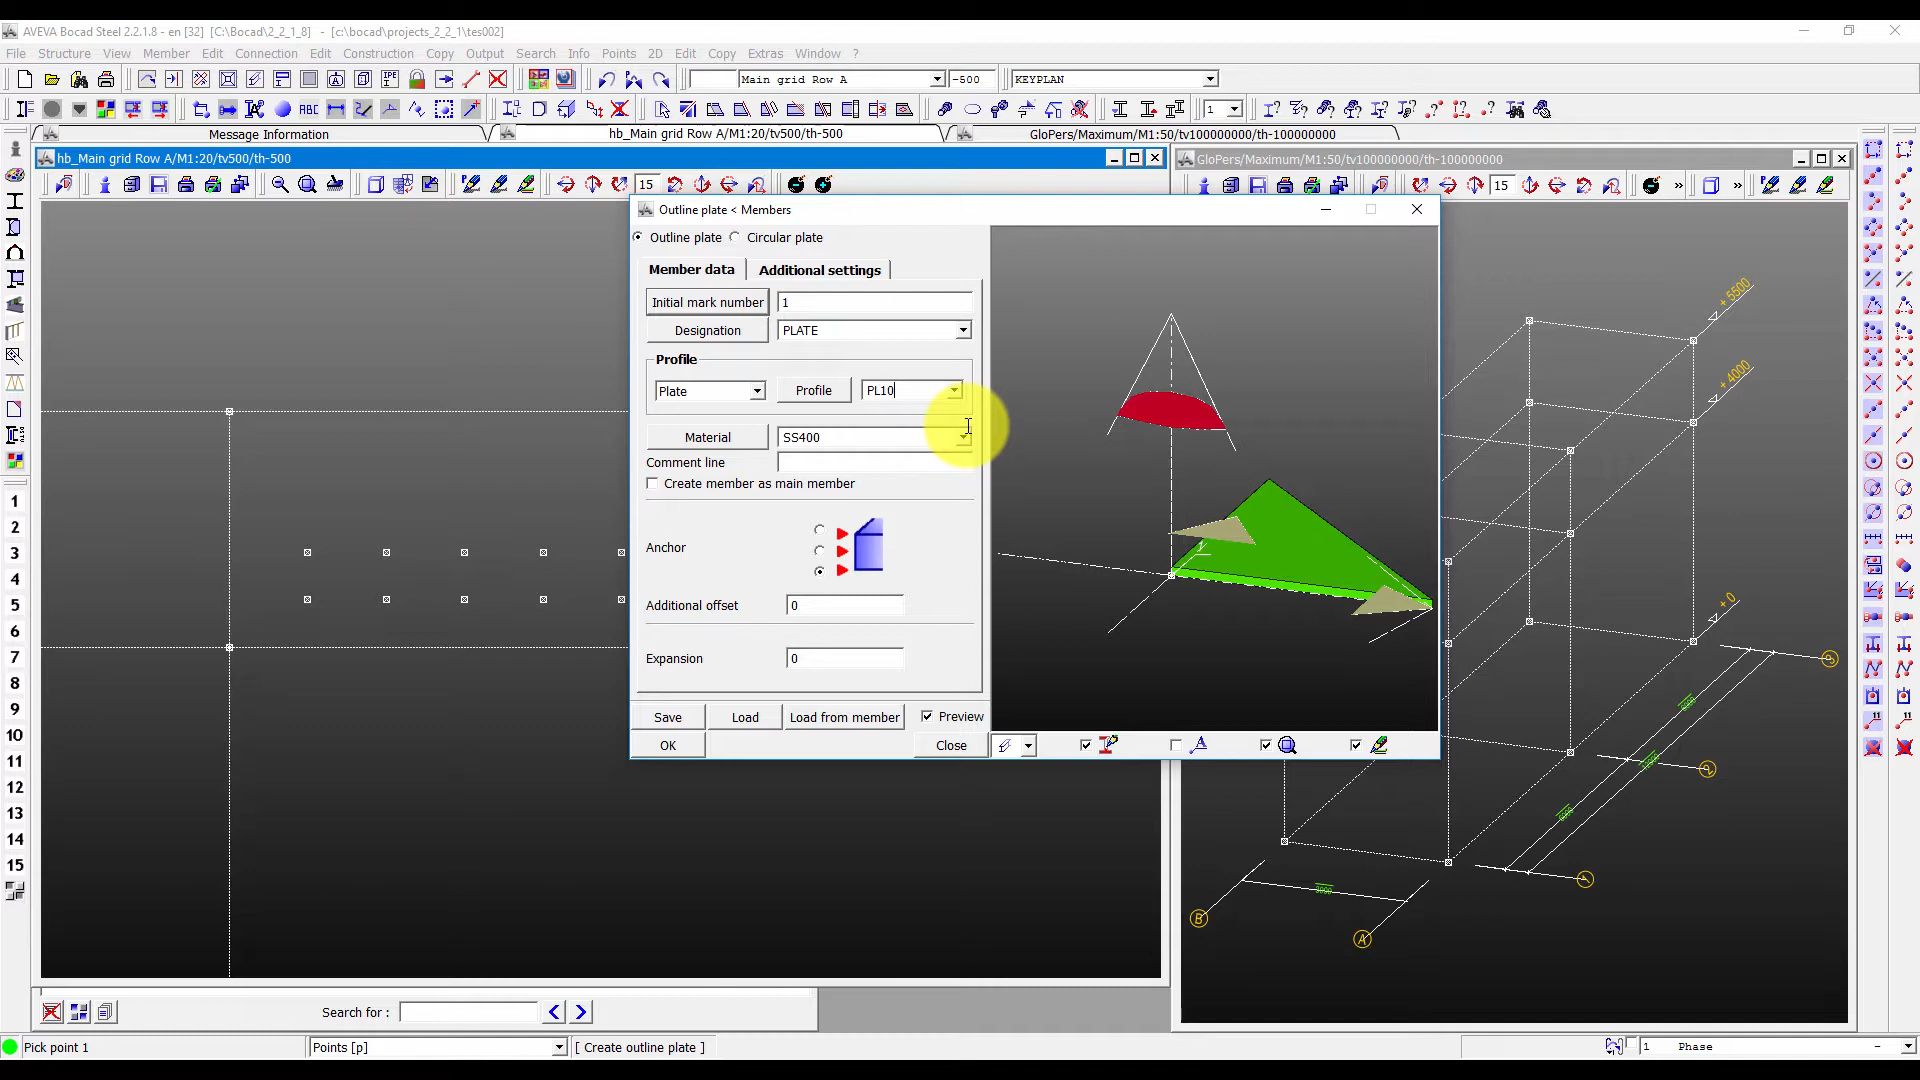 AVEVA Bocad Steel 2.2.1.8 - en [32] [C:\Bocad\2_2_1_8] - [c:\bocad\projects_2_2_1\tes002]
File Structure View Member Edit Connection Edit Construction Copy Output Search Info Points 2D Edit Copy Extras Window ?
Main grid Row A -500 KEYPLAN
ABC 1
Message Information hb_Main grid Row A/M1:20/tv500/th-500 GloPers/Maximum/M1:50/tv100000000/th-100000000
hb_Main grid Row A/M1:20/tv500/th-500
GloPers/Maximum/M1:50/tv100000000/th-100000000
15
15
Outline plate < Members
Outline plate Circular plate
Member data Additional settings
Initial mark number 1
Designation PLATE
Profile
Plate Profile PL10
Material SS400
Comment line
Create member as main member
Anchor
Additional offset 0
Expansion 0
Save Load Load from member Preview
OK Close
+ 5500
+ 4000
+ 0
3
2
1
B
A
1
2
3
4
5
6
7
8
9
10
11
12
13
14
15
Search for :
Pick point 1 Points [p] [ Create outline plate ] 1 Phase -